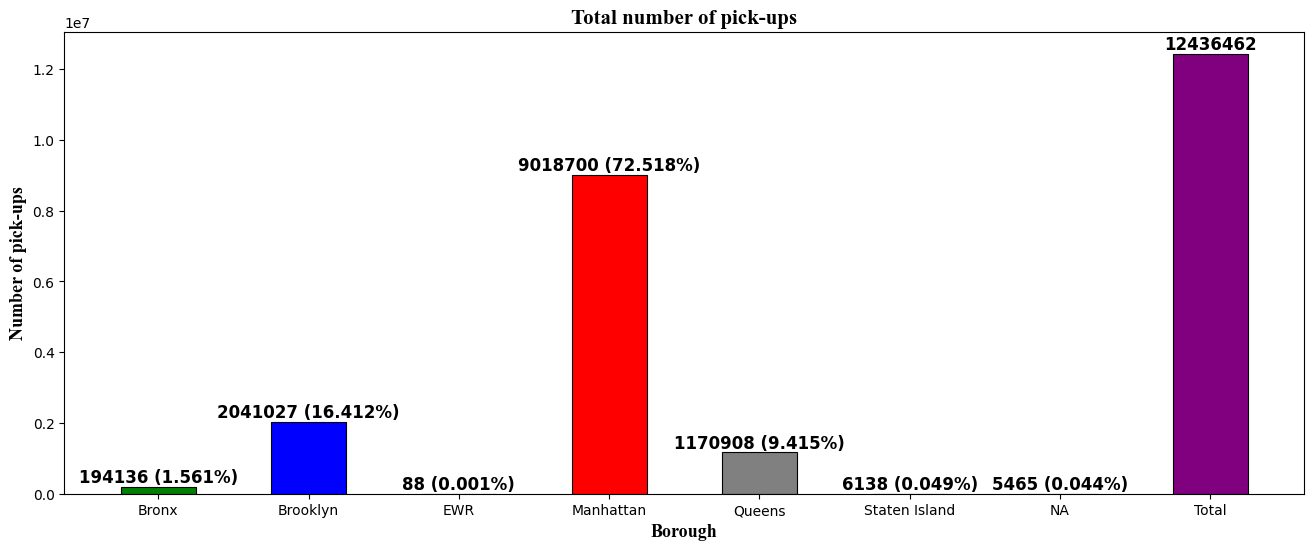 Total number of pick-ups
1e7
Number of pick-ups
1.2
1.0
0.8
0.6
0.4
0.2
0.0
12436462
9018700 (72.518%)
2041027 (16.412%)
1170908 (9.415%)
194136 (1.561%)
88 (0.001%)
6138 (0.049%)
5465 (0.044%)
Bronx
Brooklyn
EWR
Manhattan
Queens
Staten Island
NA
Total
Borough